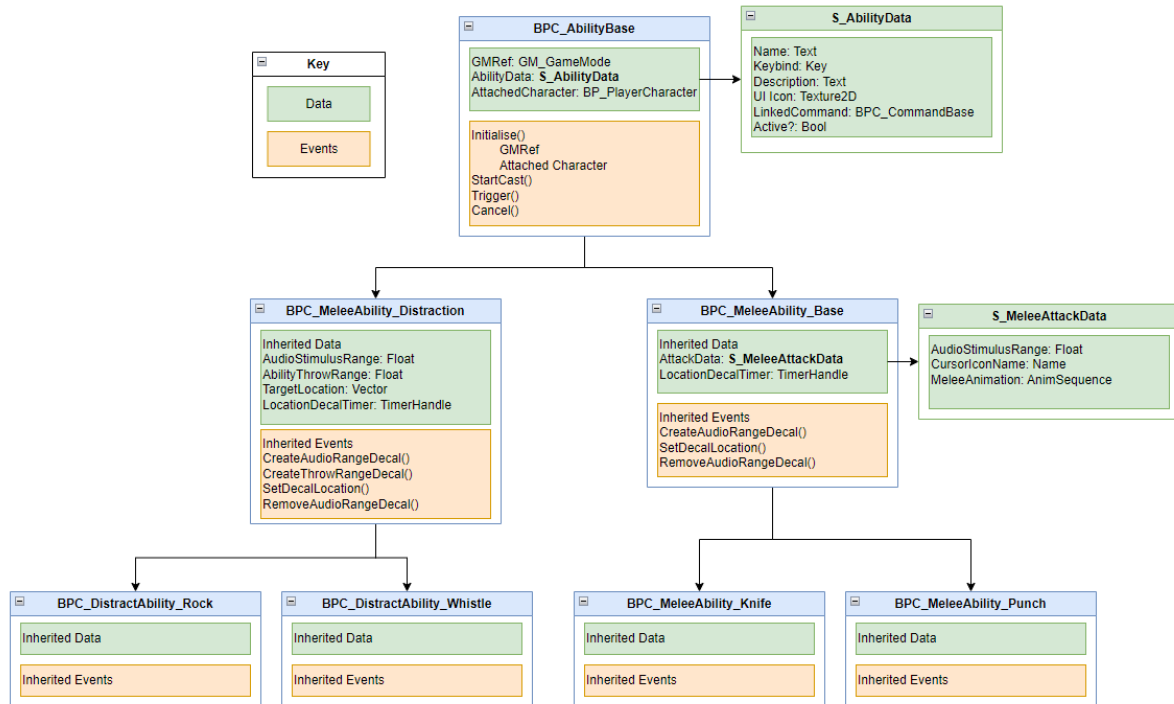 Key
Data
Events
BPC_AbilityBase
GMRef: GM_GameMode
AbilityData: S_AbilityData
AttachedCharacter: BP_PlayerCharacter
Initialise()
GMRef
Attached Character
StartCast()
Trigger()
Cancel()
S_AbilityData
Name: Text
Keybind: Key
Description: Text
UI Icon: Texture2D
LinkedCommand: BPC_CommandBase
Active?: Bool
BPC_MeleeAbility_Distraction
Inherited Data
AudioStimulusRange: Float
AbilityThrowRange: Float
TargetLocation: Vector
LocationDecalTimer: TimerHandle
Inherited Events
CreateAudioRangeDecal()
CreateThrowRangeDecal()
SetDecalLocation()
RemoveAudioRangeDecal()
BPC_MeleeAbility_Base
Inherited Data
AttackData: S_MeleeAttackData
LocationDecalTimer: TimerHandle
Inherited Events
CreateAudioRangeDecal()
SetDecalLocation()
RemoveAudioRangeDecal()
S_MeleeAttackData
AudioStimulusRange: Float
CursorIconName: Name
MeleeAnimation: AnimSequence
BPC_DistractAbility_Rock
Inherited Data
Inherited Events
BPC_DistractAbility_Whistle
Inherited Data
Inherited Events
BPC_MeleeAbility_Knife
Inherited Data
Inherited Events
BPC_MeleeAbility_Punch
Inherited Data
Inherited Events